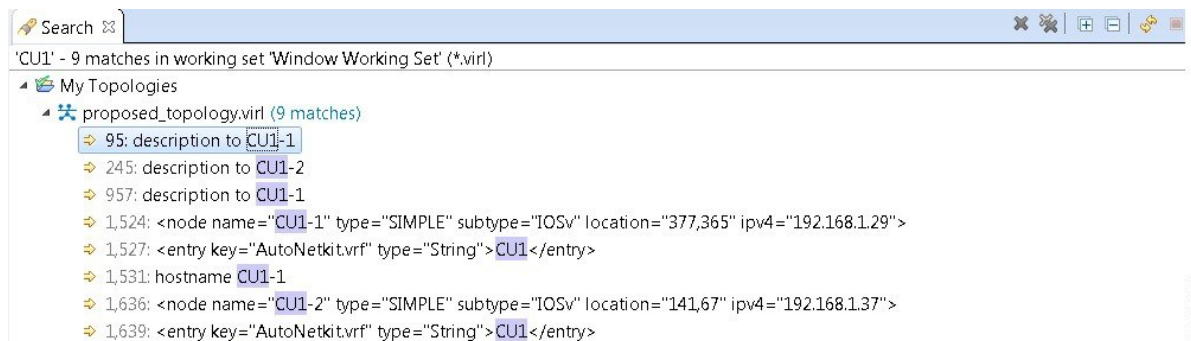 Search
'CU1' - 9 matches in working set 'Window Working Set' (*.virl)
My Topologies
proposed_topology.virl (9 matches)
95: description to CU1-1
245: description to CU1-2
957: description to CU1-1
1,524: <node name="CU1-1" type="SIMPLE" subtype="IOSv" location="377,365" ipv4="192.168.1.29">
1,527: <entry key="AutoNetkit.vrf" type="String">CU1</entry>
1,531: hostname CU1-1
1,636: <node name="CU1-2" type="SIMPLE" subtype="IOSv" location="141,67" ipv4="192.168.1.37">
1,639: <entry key="AutoNetkit.vrf" type="String">CU1</entry>